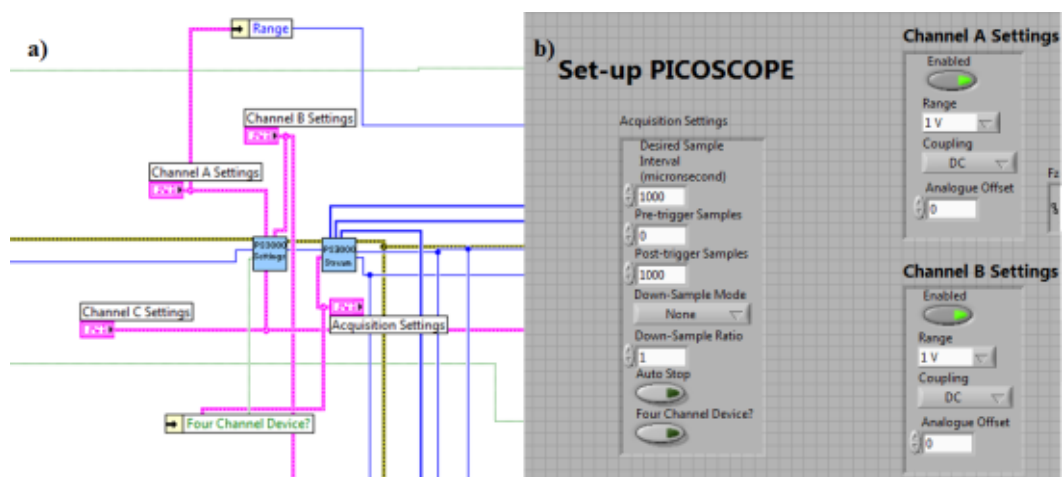 a)
Range
Channel B Settings
Channel A Settings
PS3000
Settings
PS3000
Stream
Channel C Settings
Acquisition Settings
Four Channel Device?
b)
Set-up PICOSCOPE
Acquisition Settings
Desired Sample
Interval
(micronsecond)
1000
Pre-trigger Samples
0
Post-trigger Samples
1000
Down-Sample Mode
None
Down-Sample Ratio
1
Auto Stop
Four Channel Device?
Channel A Settings
Enabled
Range
1 V
Coupling
DC
Analogue Offset
0
Channel B Settings
Enabled
Range
1 V
Coupling
DC
Analogue Offset
0